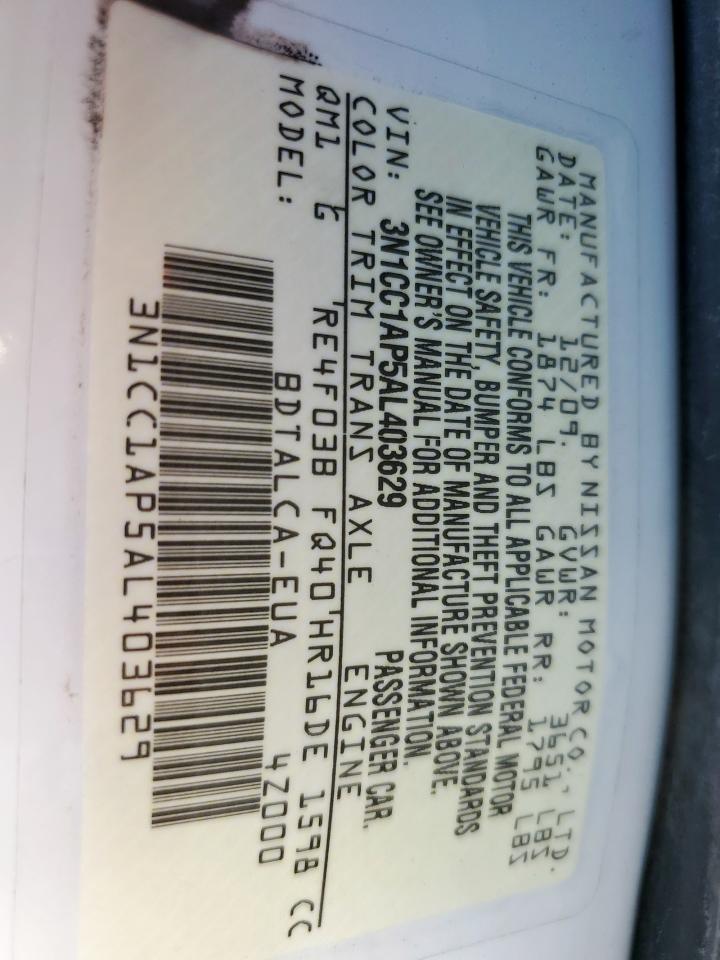 MANUFACTURED BY NISSAN MOTOR CO., LTD.
DATE: 12/09. GVWR: 3651 LBS
GAWR FR: 1874 LBS GAWR RR: 1795 LBS
THIS VEHICLE CONFORMS TO ALL APPLICABLE FEDERAL MOTOR
VEHICLE SAFETY, BUMPER AND THEFT PREVENTION STANDARDS
IN EFFECT ON THE DATE OF MANUFACTURE SHOWN ABOVE.
SEE OWNER'S MANUAL FOR ADDITIONAL INFORMATION.
VIN: 3N1CC1AP5AL403629 PASSENGER CAR.
COLOR TRIM TRANS AXLE ENGINE
QM1 G RE4F03B FQ40 HR16DE 1598 CC
MODEL: BDTALCA-EUA 4Z000
3N1CC1AP5AL403629